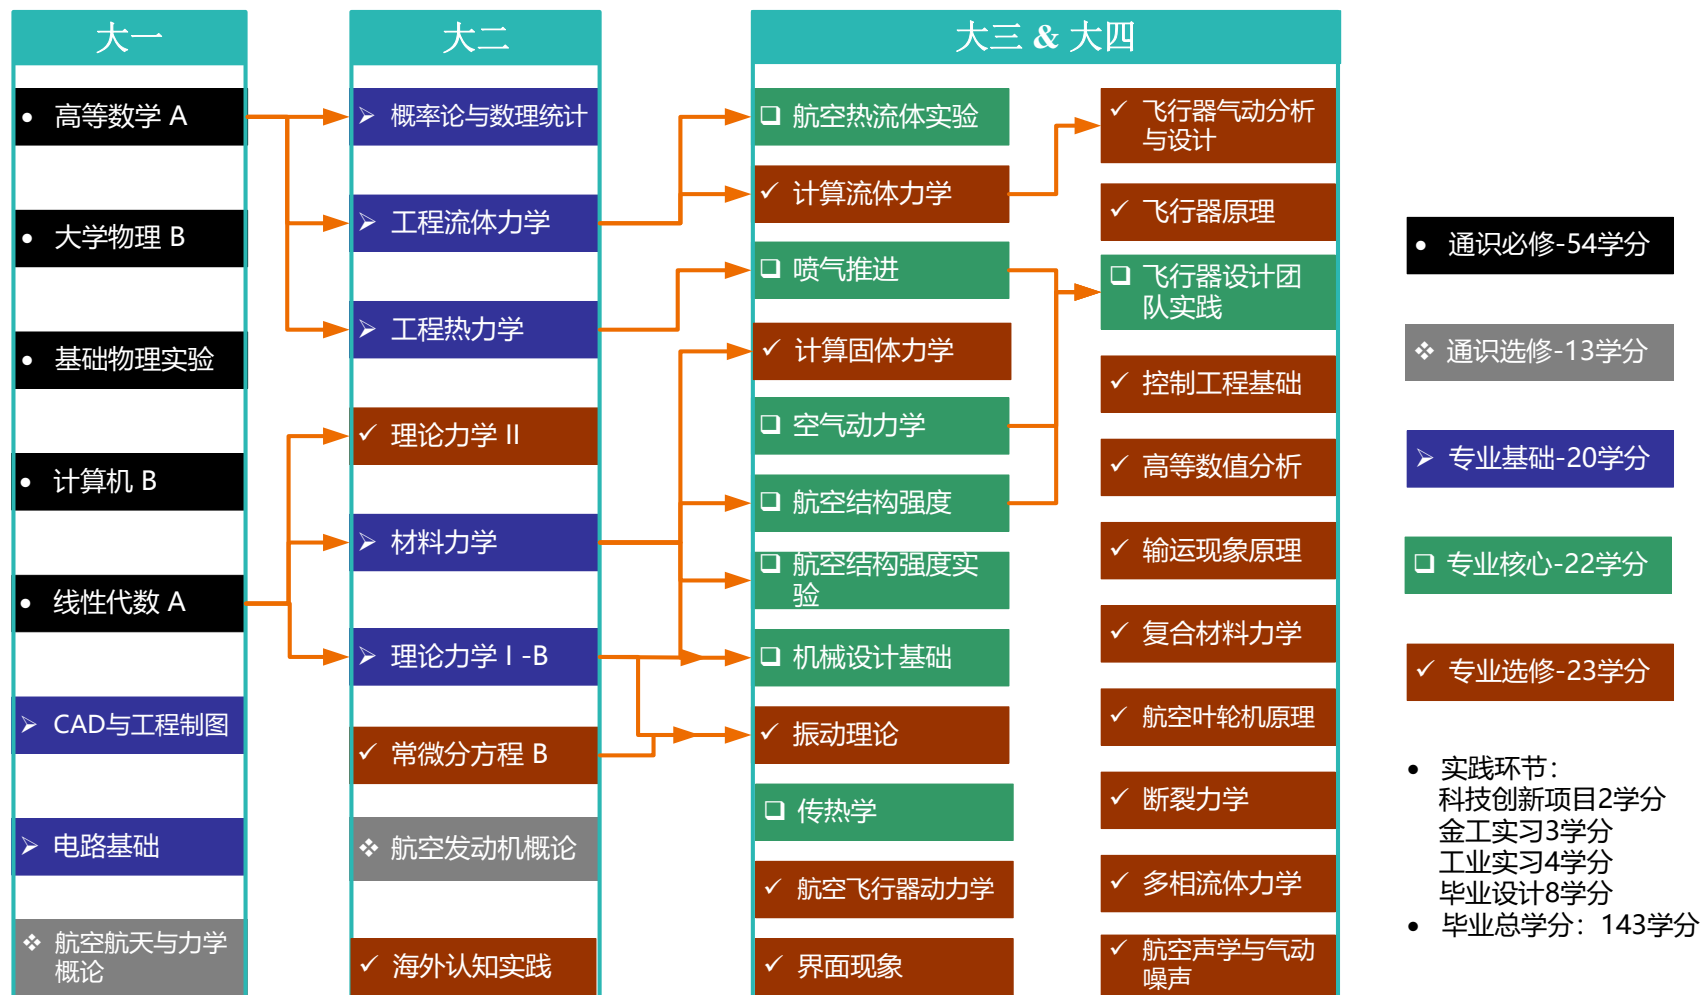 大一
高等数学 A
大学物理 B
基础物理实验
计算机 B
线性代数 A
CAD与工程制图
电路基础
航空航天与力学
概论
大二
概率论与数理统计
工程流体力学
工程热力学
理论力学 II
材料力学
理论力学 I -B
常微分方程 B
航空发动机概论
海外认知实践
大三 & 大四
航空热流体实验
计算流体力学
喷气推进
计算固体力学
空气动力学
航空结构强度
航空结构强度实
验
机械设计基础
振动理论
传热学
航空飞行器动力学
界面现象
飞行器气动分析
与设计
飞行器原理
飞行器设计团
队实践
控制工程基础
高等数值分析
输运现象原理
复合材料力学
航空叶轮机原理
断裂力学
多相流体力学
航空声学与气动
噪声
通识必修-54学分
通识选修-13学分
专业基础-20学分
专业核心-22学分
专业选修-23学分
实践环节：
科技创新项目2学分
金工实习3学分
工业实习4学分
毕业设计8学分
毕业总学分：143学分